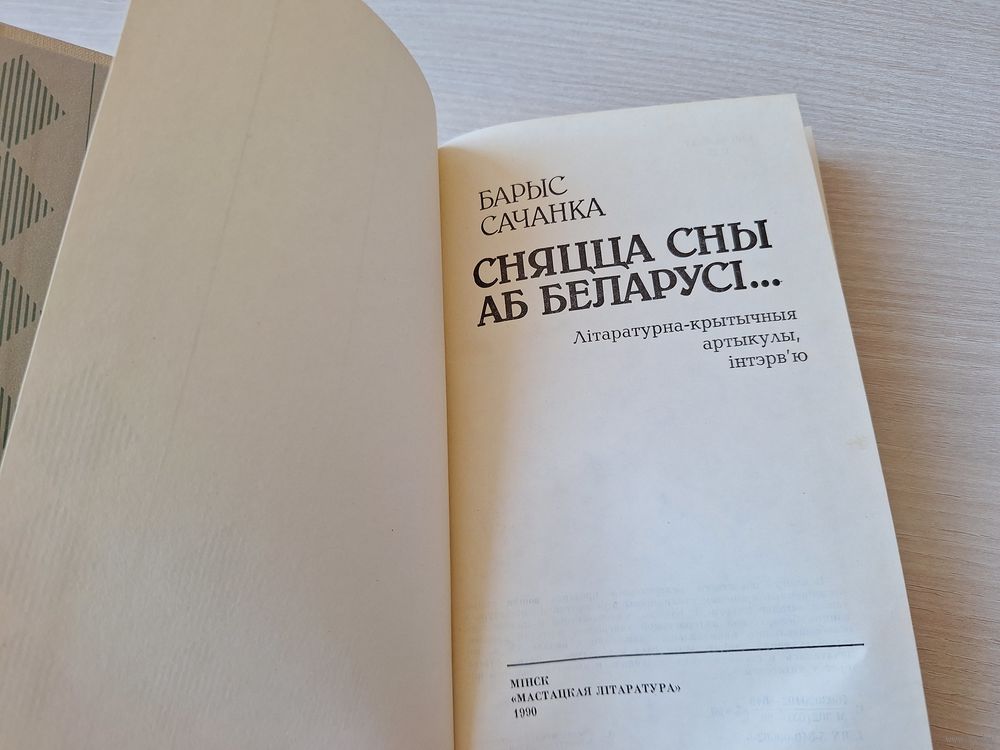 БАРЫС
САЧАНКА
СНЯЦЦА СНЫ
АБ БЕЛАРУСІ...
Літаратурна-крытычныя
артыкулы,
інтэрв’ю
МІНСК
«МАСТАЦКАЯ ЛІТАРАТУРА»
1990